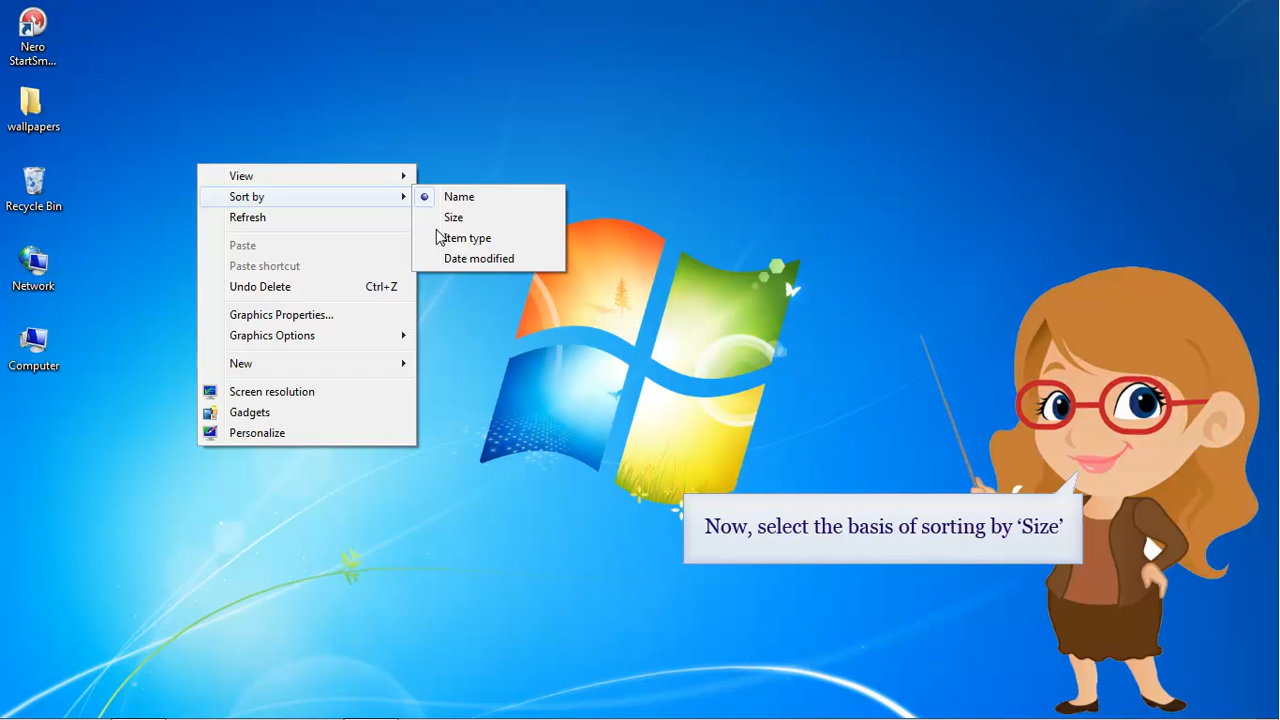 Nero
StartSm...
wallpapers
Recycle Bin
Network
Computer
View
Sort by
Refresh
Paste
Paste shortcut
Undo Delete Ctrl+Z
Graphics Properties...
Graphics Options
New
Screen resolution
Gadgets
Personalize
Name
Size
Item type
Date modified
Now, select the basis of sorting by ‘Size’